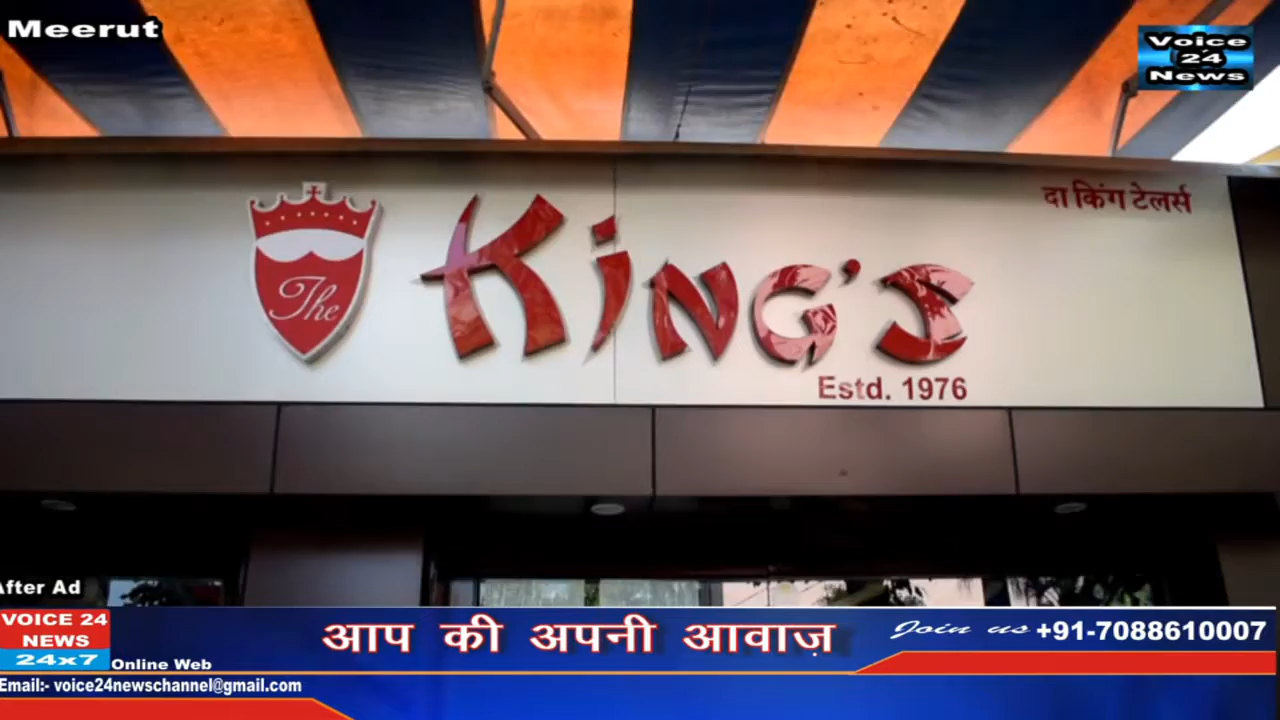 Meerut
Voice
24
News
दा किंग टेलर्स
The
King's
Estd. 1976
After Ad
VOICE 24
NEWS
24x7
Online Web
आप की अपनी आवाज़
Join us +91-7088610007
Email:- voice24newschannel@gmail.com